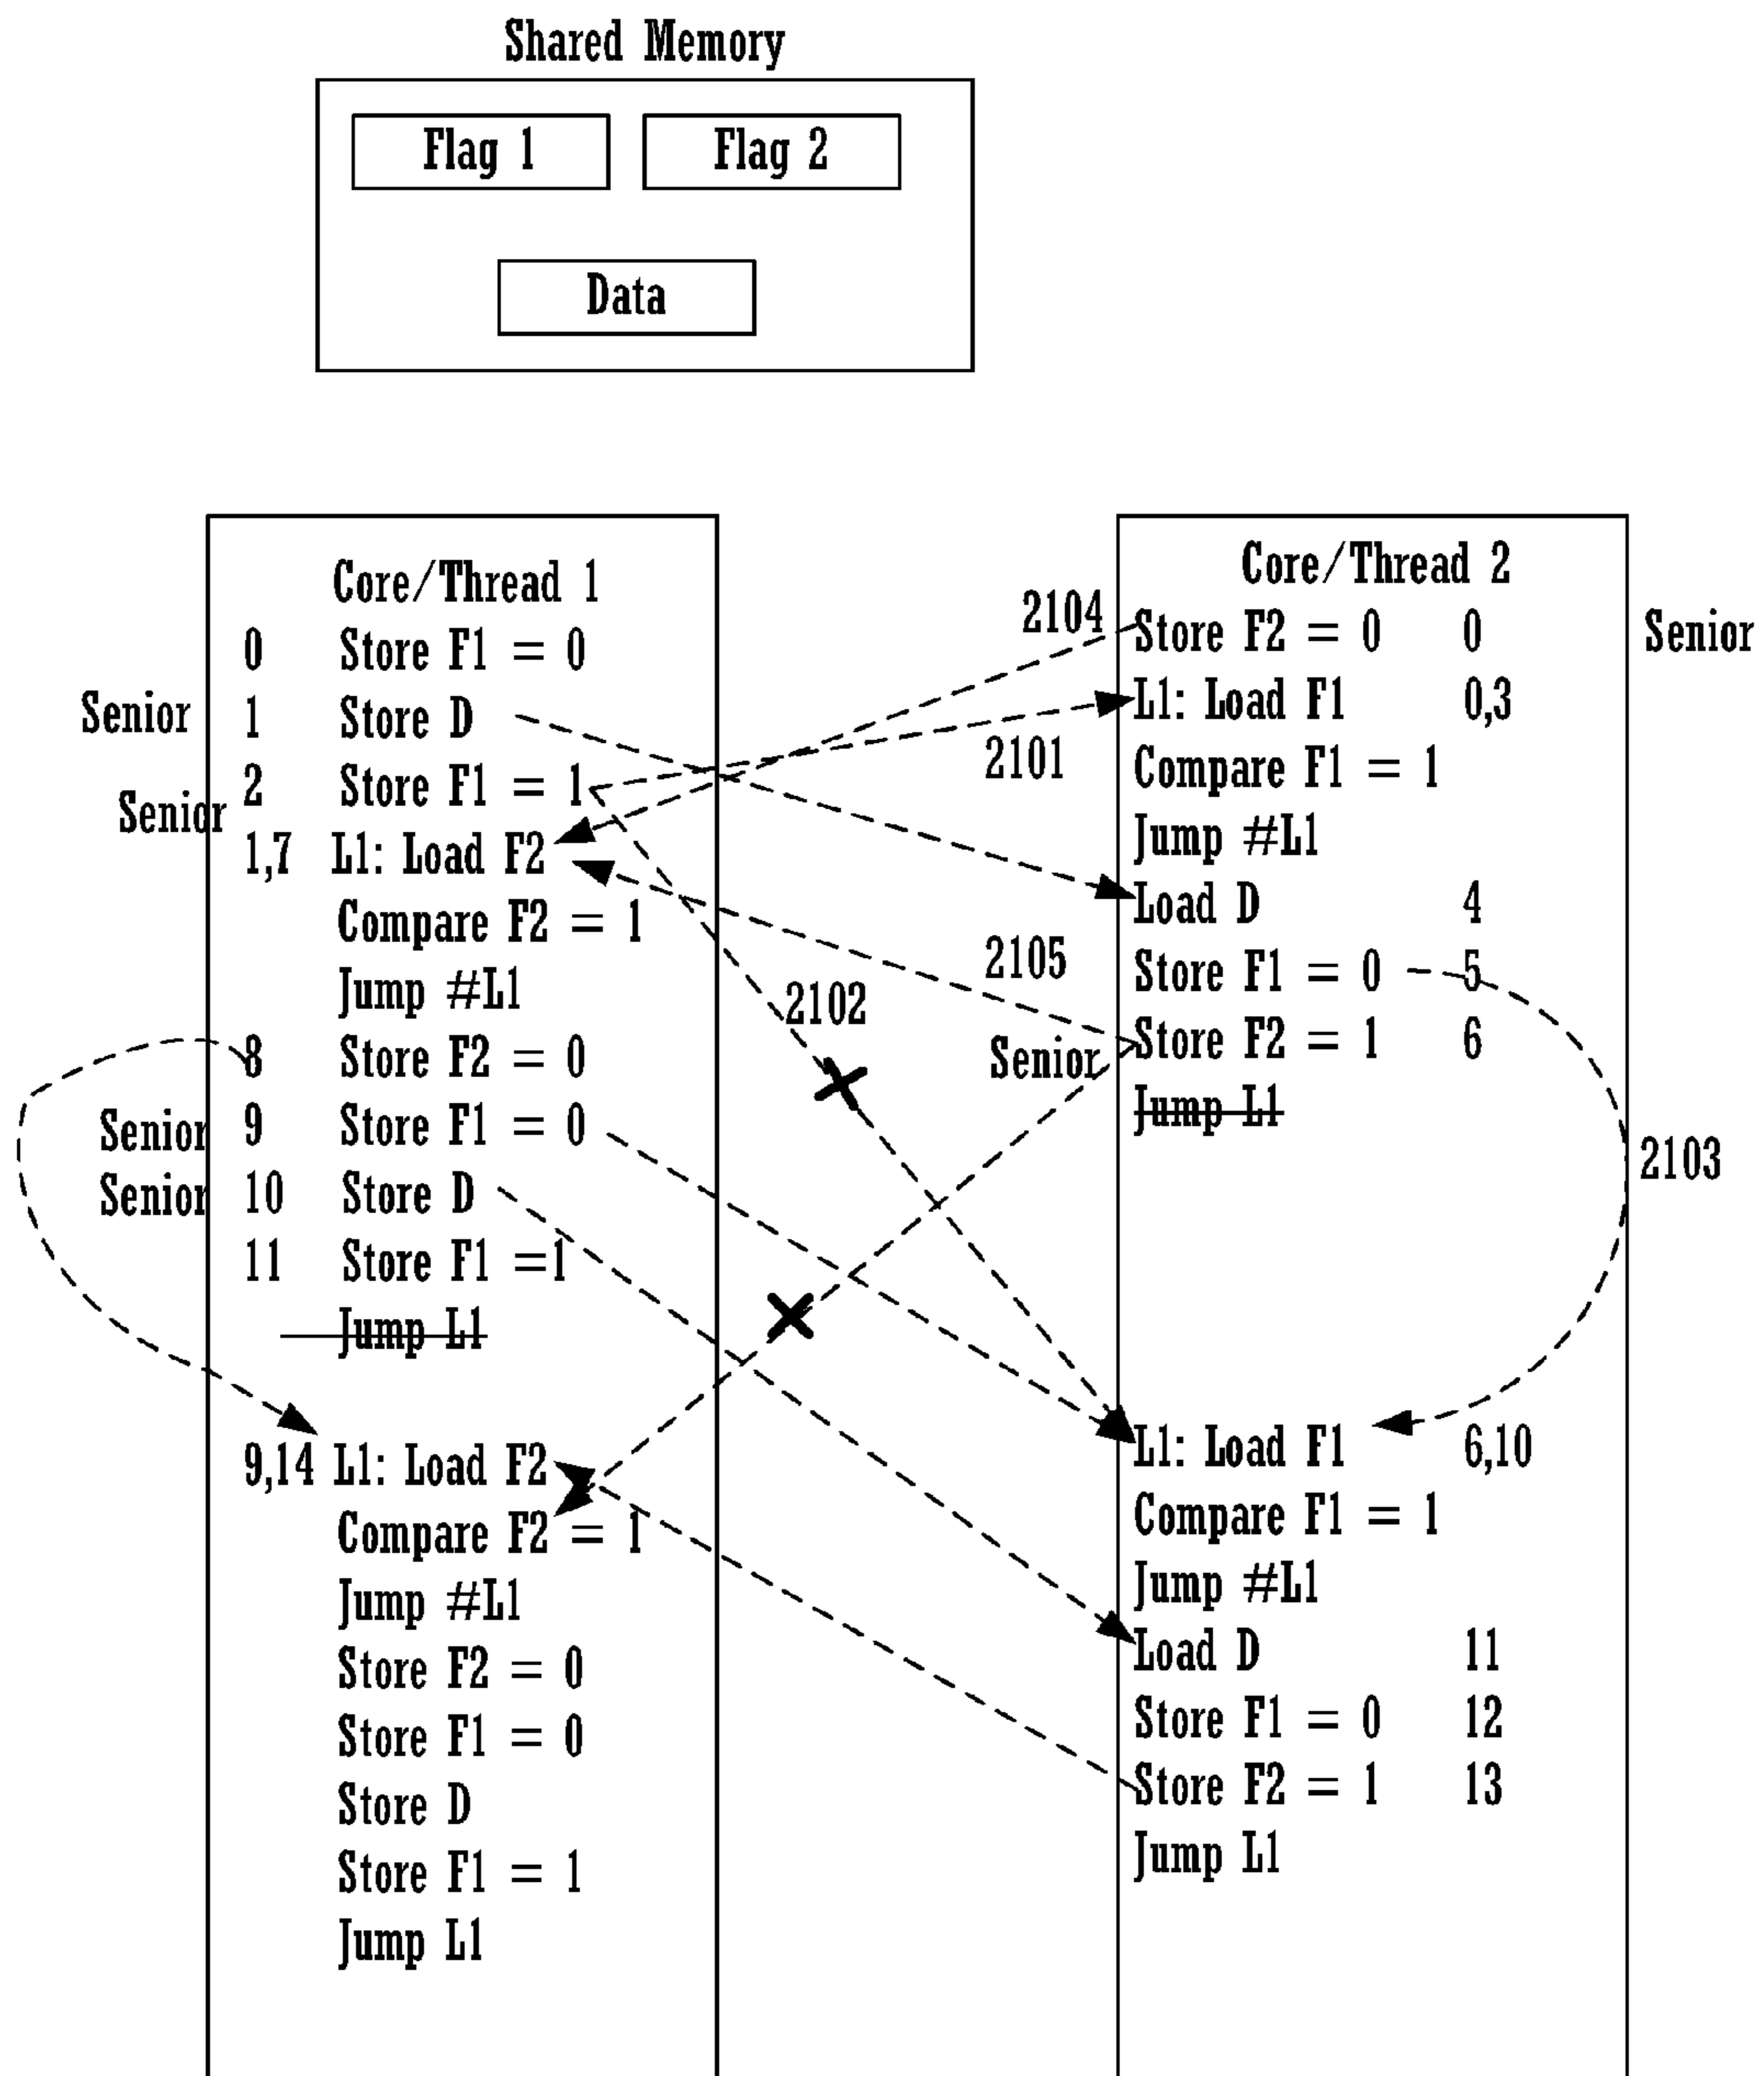 Shared Memory
Flag 1 Flag 2
Data
Core/Thread 1
0 Store F1 = 0
Senior 1 Store D
2 Store F1 = 1
Senior
1,7 L1: Load F2
Compare F2 = 1
Jump #L1
8 Store F2 = 0
Senior 9 Store F1 = 0
Senior 10 Store D
11 Store F1 =1
Jump L1
9,14 L1: Load F2
Compare F2 = 1
Jump #L1
Store F2 = 0
Store F1 = 0
Store D
Store F1 = 1
Jump L1
2104
2101
2105
2102
Senior
Core/Thread 2
Store F2 = 0 0 Senior
L1: Load F1 0,3
Compare F1 = 1
Jump #L1
Load D 4
Store F1 = 0 5
Store F2 = 1 6
Jump L1
2103
L1: Load F1 6,10
Compare F1 = 1
Jump #L1
Load D 11
Store F1 = 0 12
Store F2 = 1 13
Jump L1